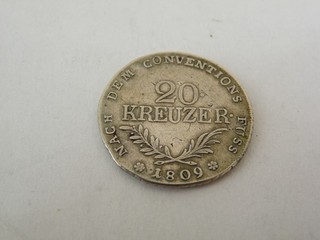 NACH · DEM CONVENTIONS FUSS
20
KREUZER ·
· 1809 ·